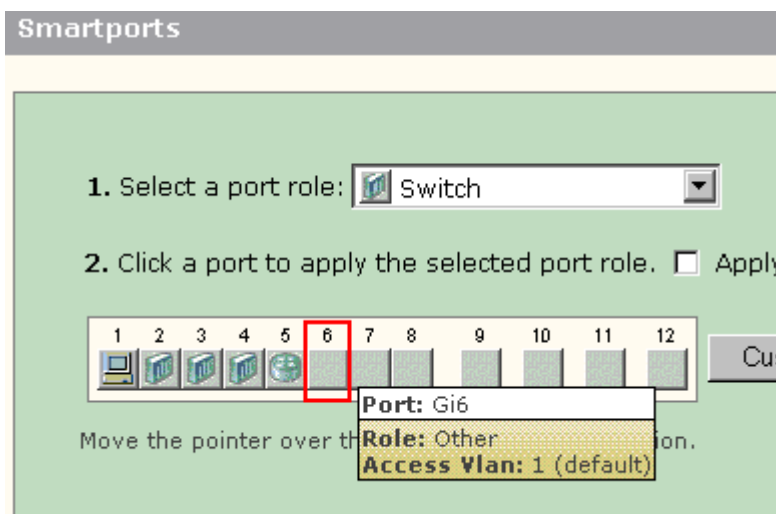 Smartports
1. Select a port role: Switch
2. Click a port to apply the selected port role. Apply
1 2 3 4 5 6 7 8 9 10 11 12
Port: Gi6
Move the pointer over Role: Other ion.
Access Vlan: 1 (default)